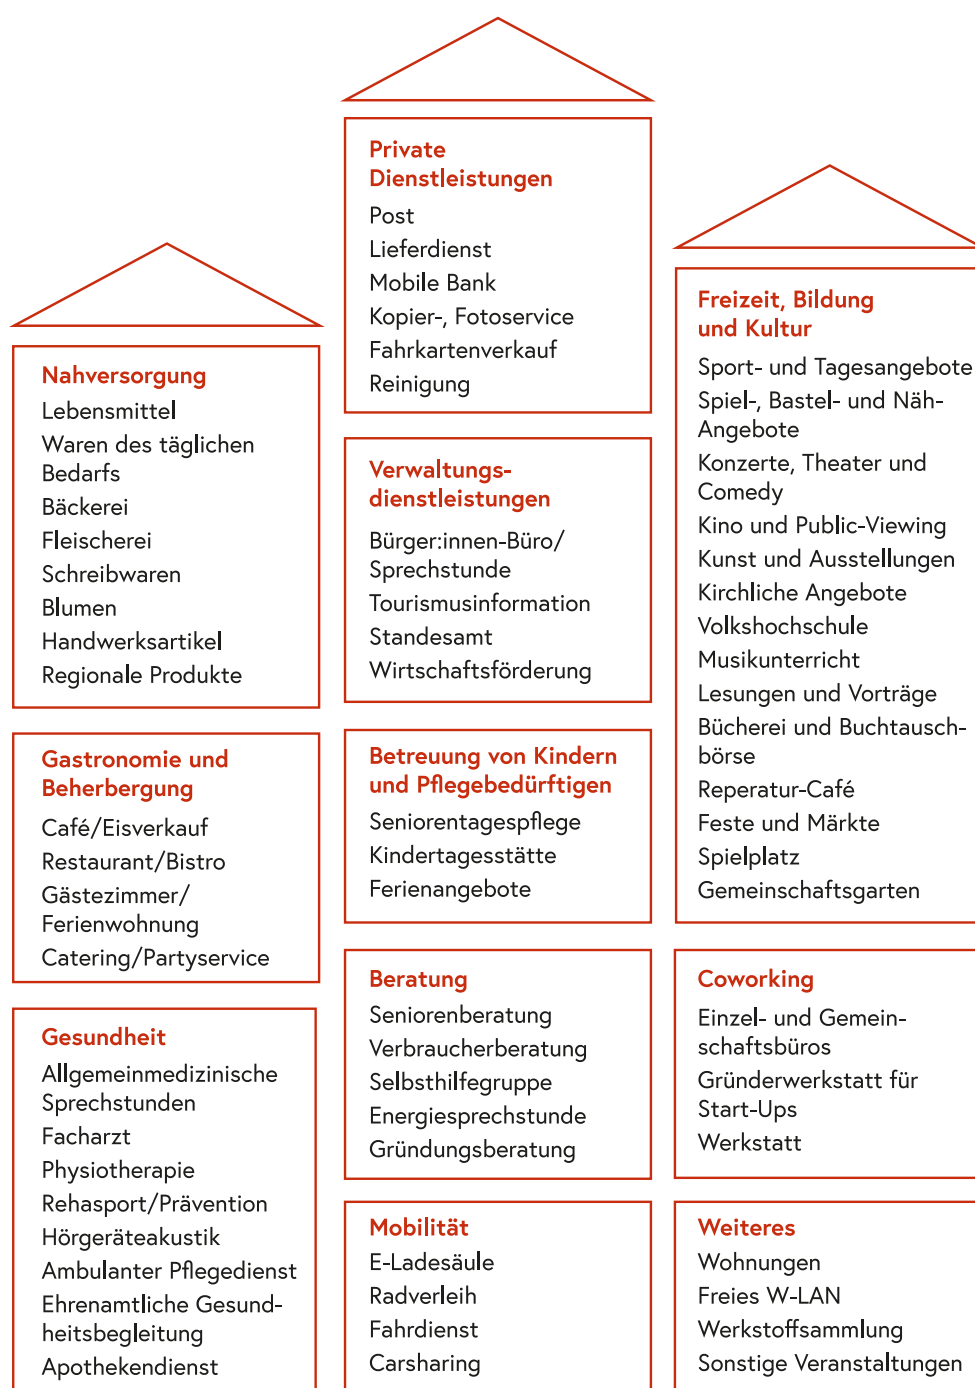 Nahversorgung
Lebensmittel
Waren des täglichen
Bedarfs
Bäckerei
Fleischerei
Schreibwaren
Blumen
Handwerksartikel
Regionale Produkte
Gastronomie und
Beherbergung
Café/Eisverkauf
Restaurant/Bistro
Gästezimmer/
Ferienwohnung
Catering/Partyservice
Gesundheit
Allgemeinmedizinische
Sprechstunden
Facharzt
Physiotherapie
Rehasport/Prävention
Hörgeräteakustik
Ambulanter Pflegedienst
Ehrenamtliche Gesund-
heitsbegleitung
Apothekendienst
Private
Dienstleistungen
Post
Lieferdienst
Mobile Bank
Kopier-, Fotoservice
Fahrkartenverkauf
Reinigung
Verwaltungs-
dienstleistungen
Bürger:innen-Büro/
Sprechstunde
Tourismusinformation
Standesamt
Wirtschaftsförderung
Betreuung von Kindern
und Pflegebedürftigen
Seniorentagespflege
Kindertagesstätte
Ferienangebote
Beratung
Seniorenberatung
Verbraucherberatung
Selbsthilfegruppe
Energiesprechstunde
Gründungsberatung
Mobilität
E-Ladesäule
Radverleih
Fahrdienst
Carsharing
Freizeit, Bildung
und Kultur
Sport- und Tagesangebote
Spiel-, Bastel- und Näh-
Angebote
Konzerte, Theater und
Comedy
Kino und Public-Viewing
Kunst und Ausstellungen
Kirchliche Angebote
Volkshochschule
Musikunterricht
Lesungen und Vorträge
Bücherei und Buchtausch-
börse
Reperatur-Café
Feste und Märkte
Spielplatz
Gemeinschaftsgarten
Coworking
Einzel- und Gemein-
schaftsbüros
Gründerwerkstatt für
Start-Ups
Werkstatt
Weiteres
Wohnungen
Freies W-LAN
Werkstoffsammlung
Sonstige Veranstaltungen